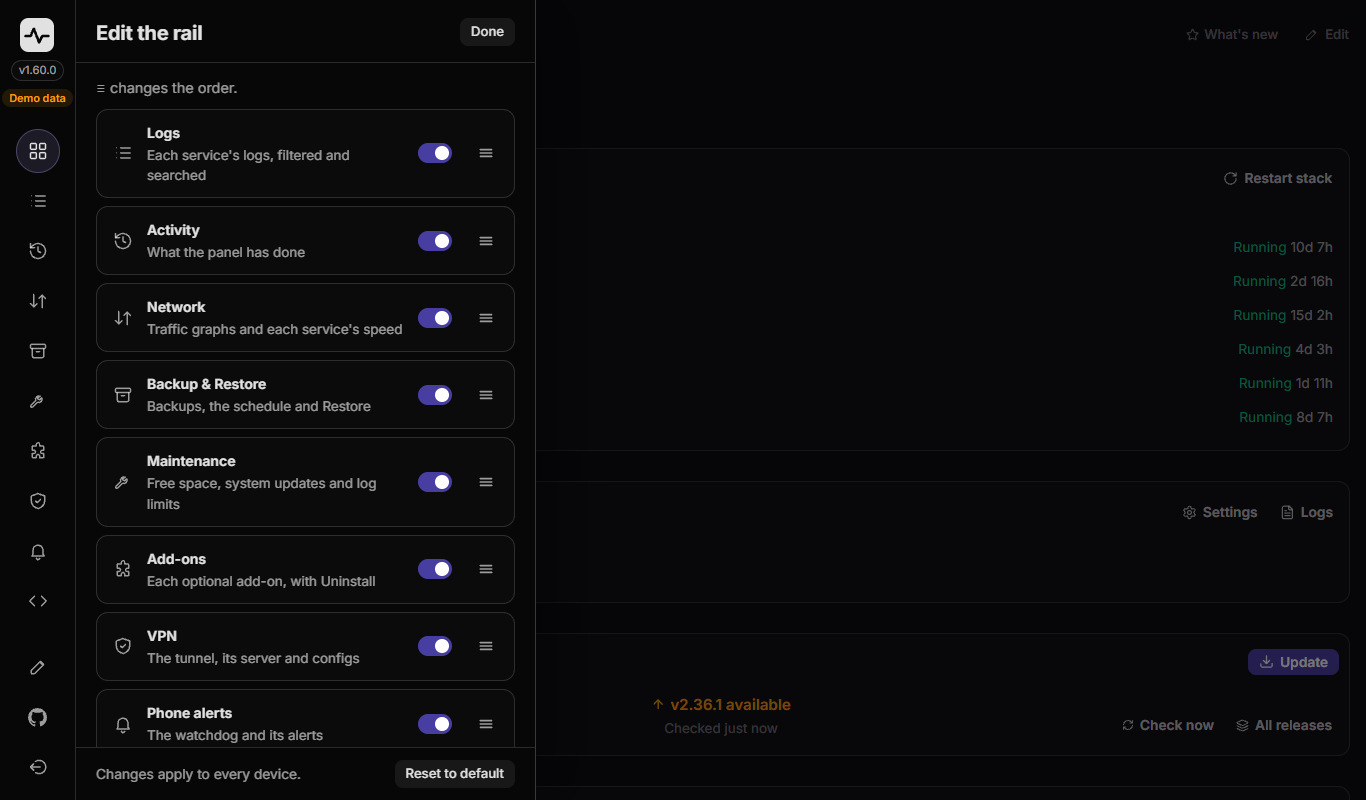 v1.60.0
Demo data
Edit the rail
Done
≡ changes the order.
Logs
Each service's logs, filtered and
searched
Activity
What the panel has done
Network
Traffic graphs and each service's speed
Backup & Restore
Backups, the schedule and Restore
Maintenance
Free space, system updates and log
limits
Add-ons
Each optional add-on, with Uninstall
VPN
The tunnel, its server and configs
Phone alerts
The watchdog and its alerts
Changes apply to every device.
Reset to default
What's new
Edit
Restart stack
Running 10d 7h
Running 2d 16h
Running 15d 2h
Running 4d 3h
Running 1d 11h
Running 8d 7h
Settings
Logs
Update
↑ v2.36.1 available
Checked just now
Check now
All releases